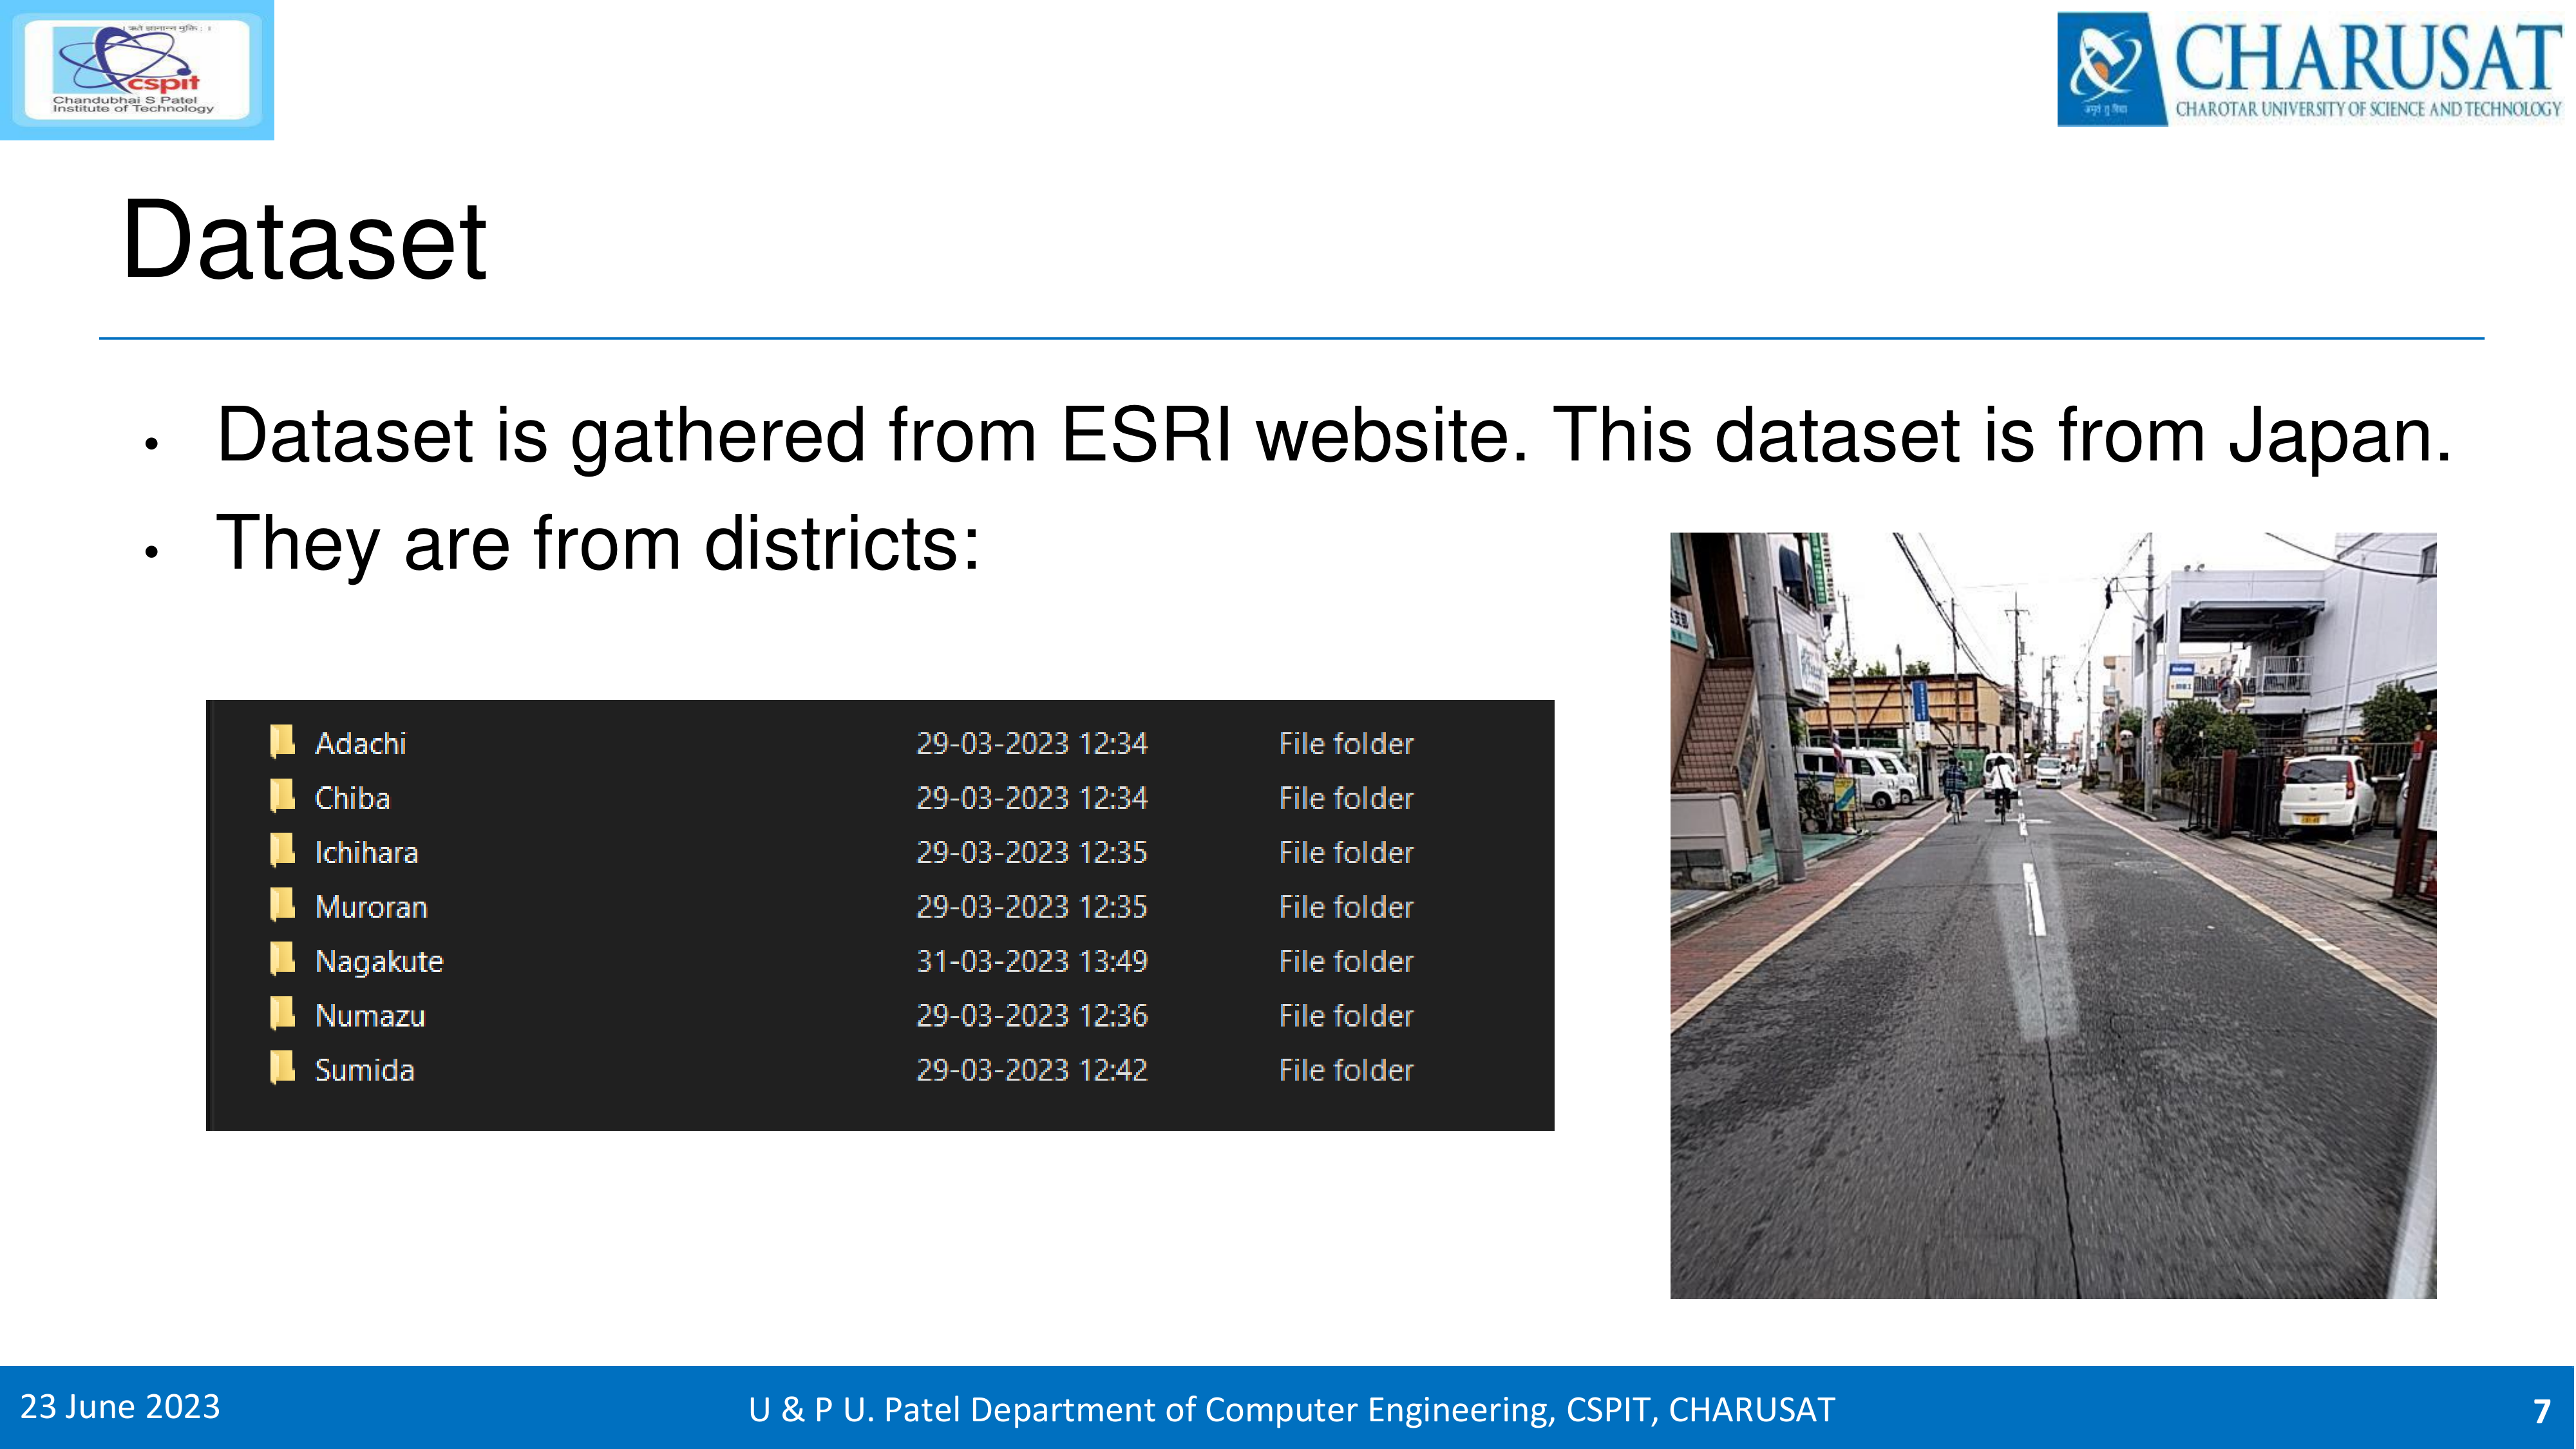 cspit
Chandubhai S Patel
Institute of Technology
CHARUSAT
CHAROTAR UNIVERSITY OF SCIENCE AND TECHNOLOGY
Dataset
• Dataset is gathered from ESRI website. This dataset is from Japan.
• They are from districts:
Adachi 29-03-2023 12:34 File folder
Chiba 29-03-2023 12:34 File folder
Ichihara 29-03-2023 12:35 File folder
Muroran 29-03-2023 12:35 File folder
Nagakute 31-03-2023 13:49 File folder
Numazu 29-03-2023 12:36 File folder
Sumida 29-03-2023 12:42 File folder
支部
23 June 2023
U & P U. Patel Department of Computer Engineering, CSPIT, CHARUSAT
7